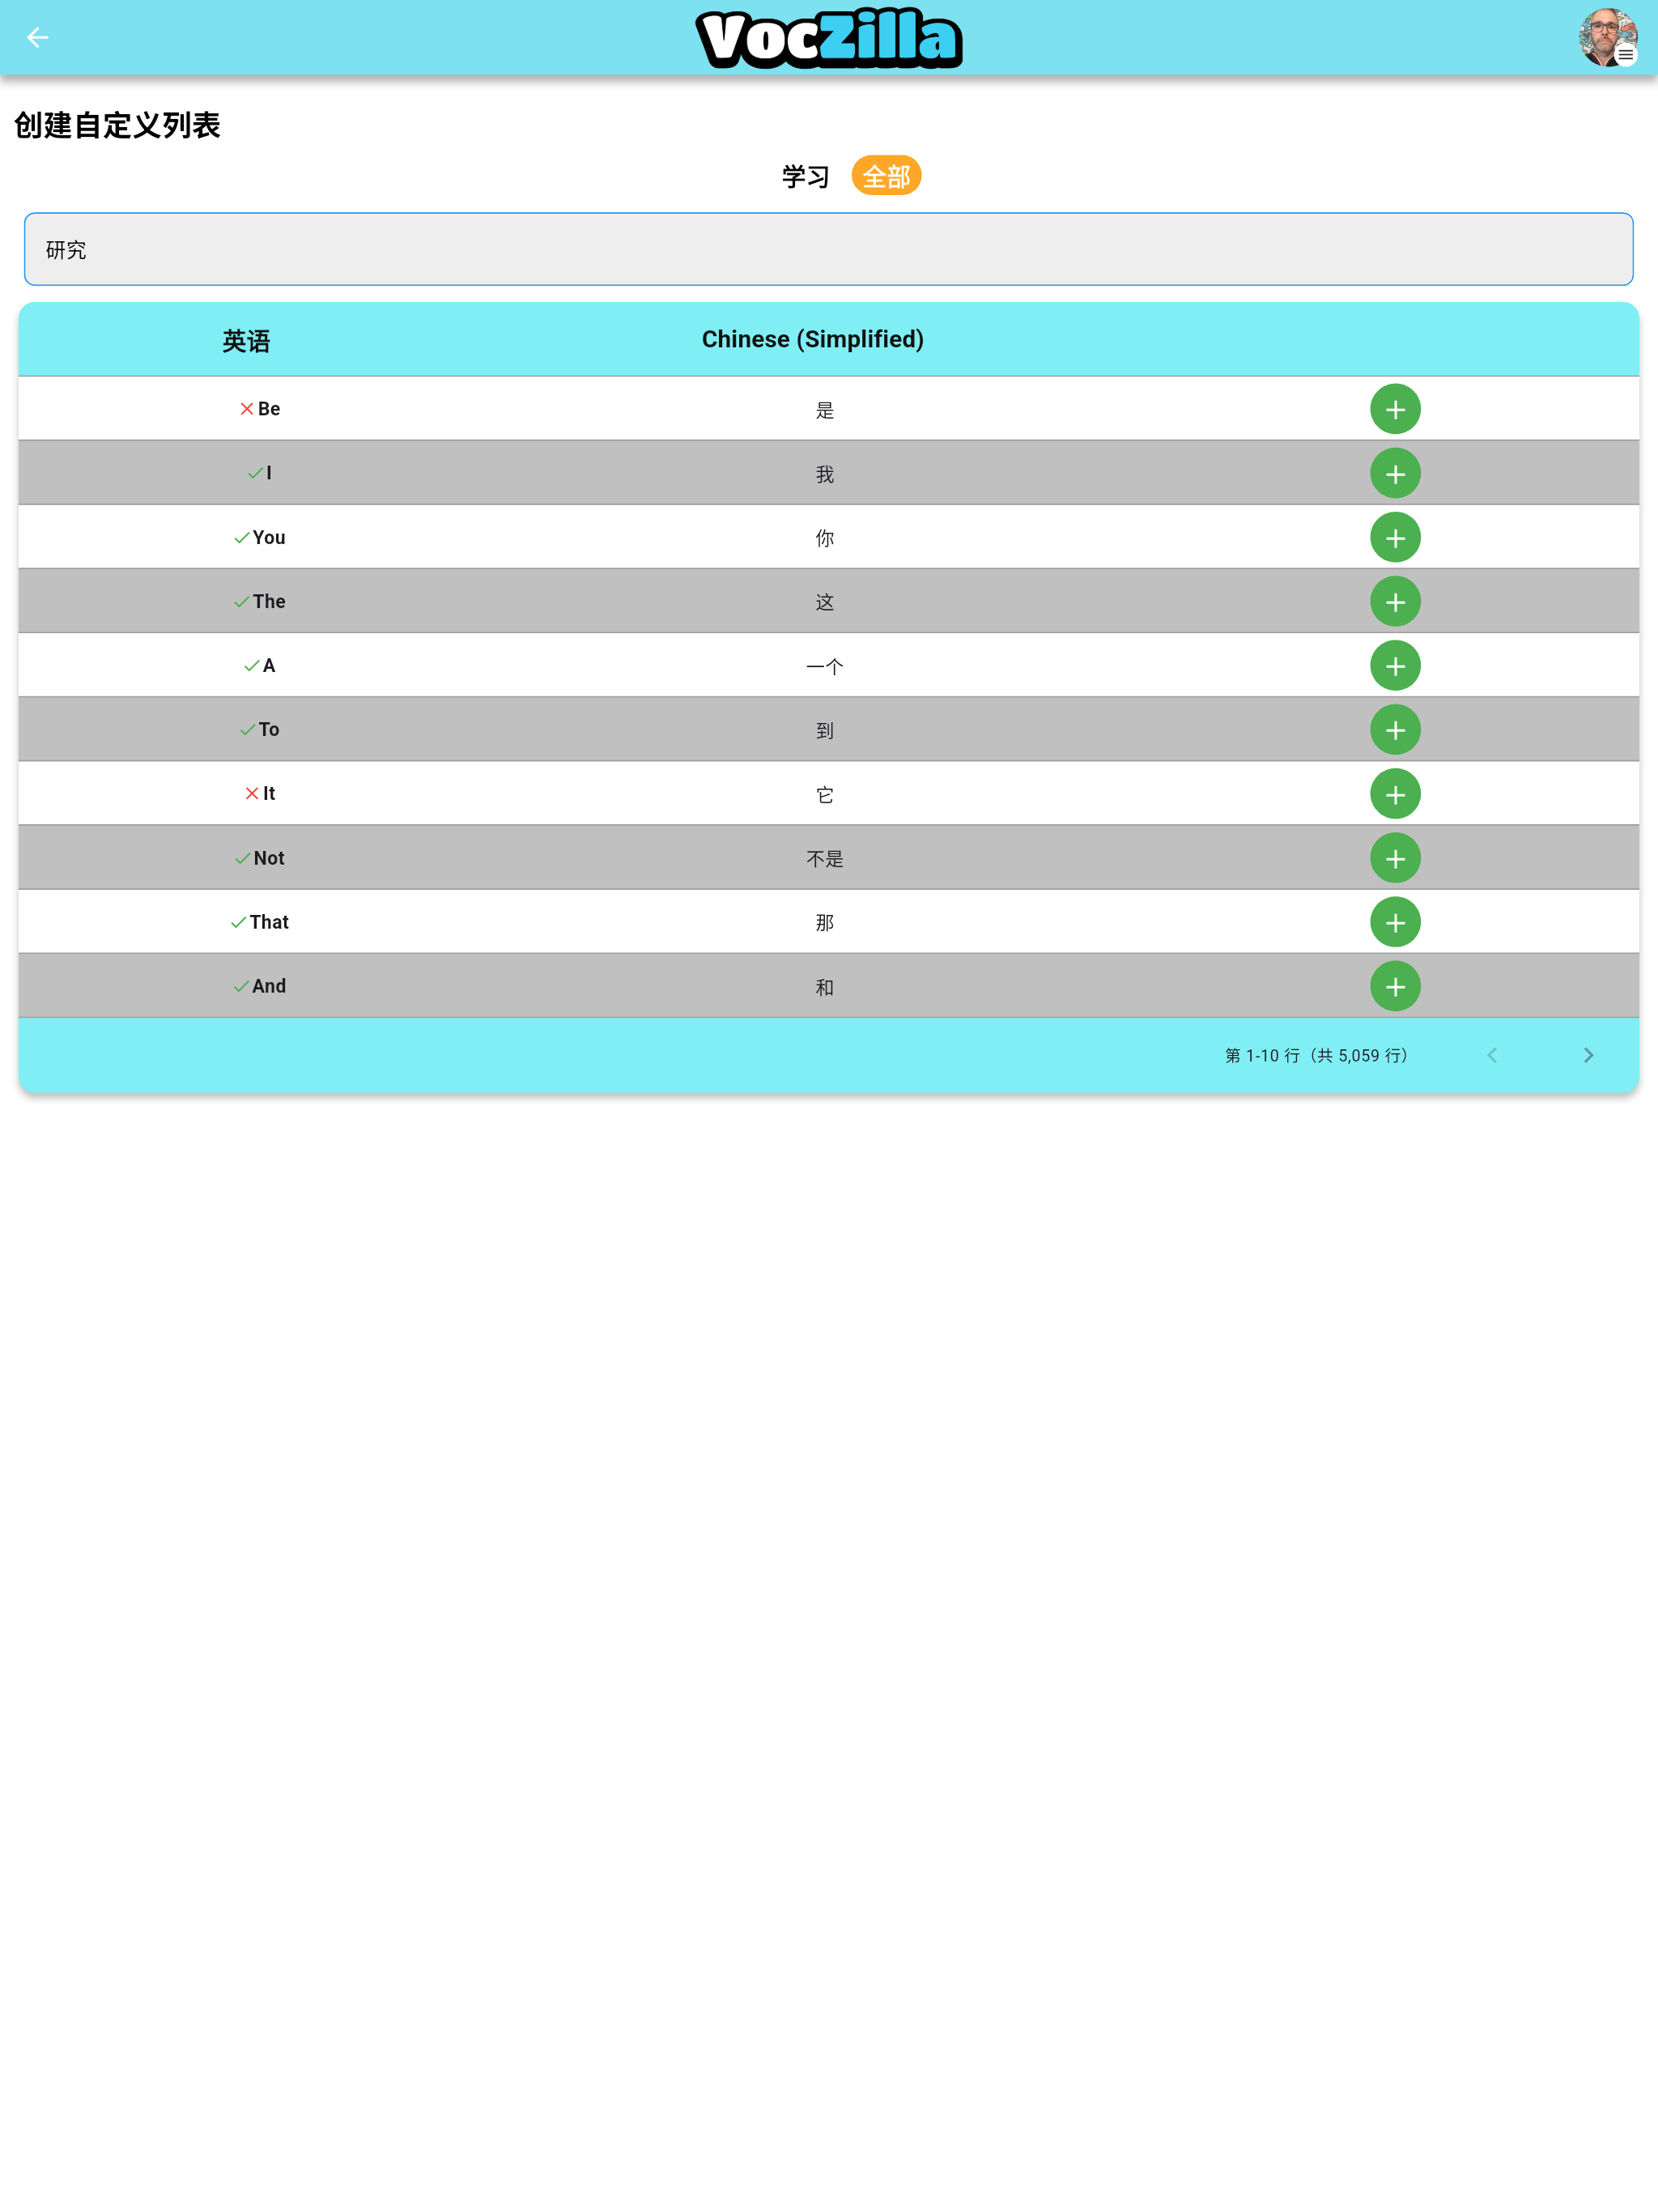 VocZilla
创建自定义列表
学习 全部
研究
英语 Chinese (Simplified)
Be 是
I 我
You 你
The 这
A 一个
To 到
It 它
Not 不是
That 那
And 和
第 1-10 行（共 5,059 行）